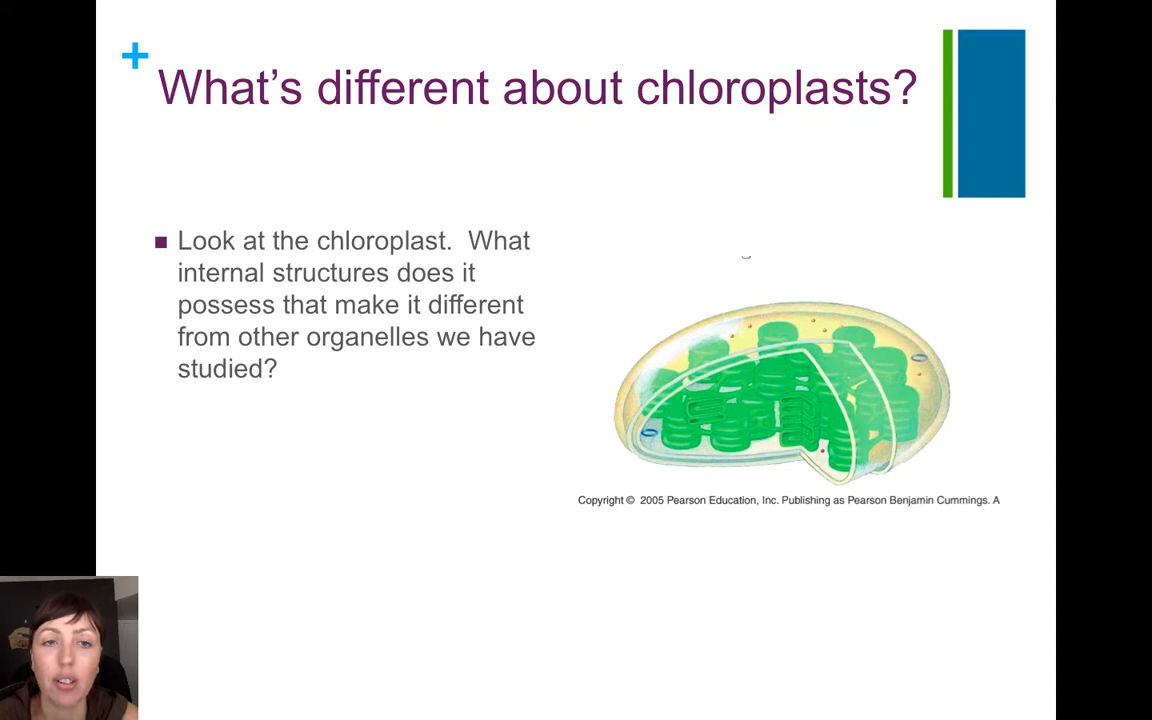 +
What's different about chloroplasts?
Look at the chloroplast.  What
internal structures does it
possess that make it different
from other organelles we have
studied?
Copyright © 2005 Pearson Education, Inc. Publishing as Pearson Benjamin Cummings. A